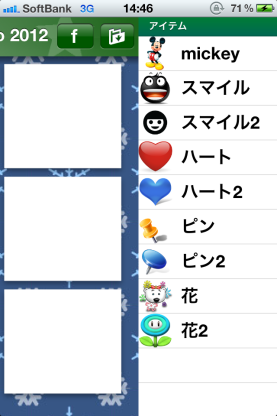 SoftBank 3G 14:46 71%
o 2012 f
アイテム
mickey
スマイル
スマイル2
ハート
ハート2
ピン
ピン2
花
花2